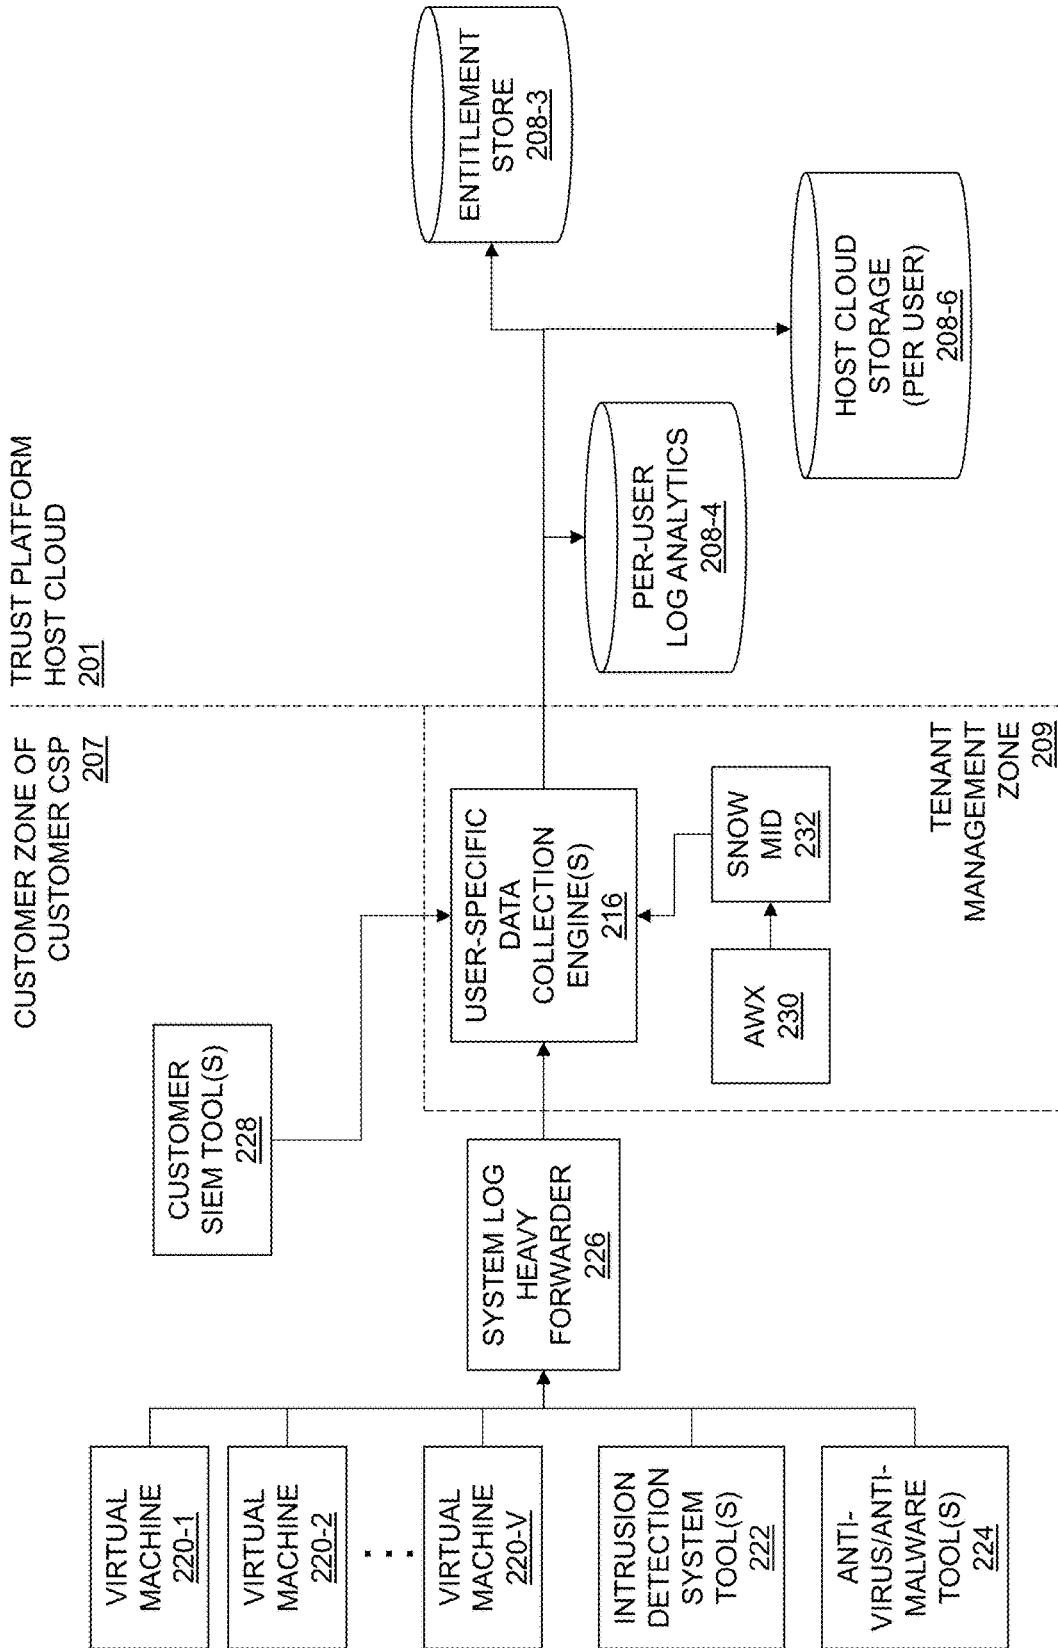 CUSTOMER ZONE OF
CUSTOMER CSP
207
TRUST PLATFORM
HOST CLOUD
201
VIRTUAL
MACHINE
220-1
VIRTUAL
MACHINE
220-2
. . .
VIRTUAL
MACHINE
220-V
INTRUSION
DETECTION
SYSTEM
TOOL(S)
222
ANTI-
VIRUS/ANTI-
MALWARE
TOOL(S)
224
SYSTEM LOG
HEAVY
FORWARDER
226
CUSTOMER
SIEM TOOL(S)
228
USER-SPECIFIC
DATA
COLLECTION
ENGINE(S)
216
AWX
230
SNOW
MID
232
TENANT
MANAGEMENT
ZONE
209
PER-USER
LOG ANALYTICS
208-4
ENTITLEMENT
STORE
208-3
HOST CLOUD
STORAGE
(PER USER)
208-6